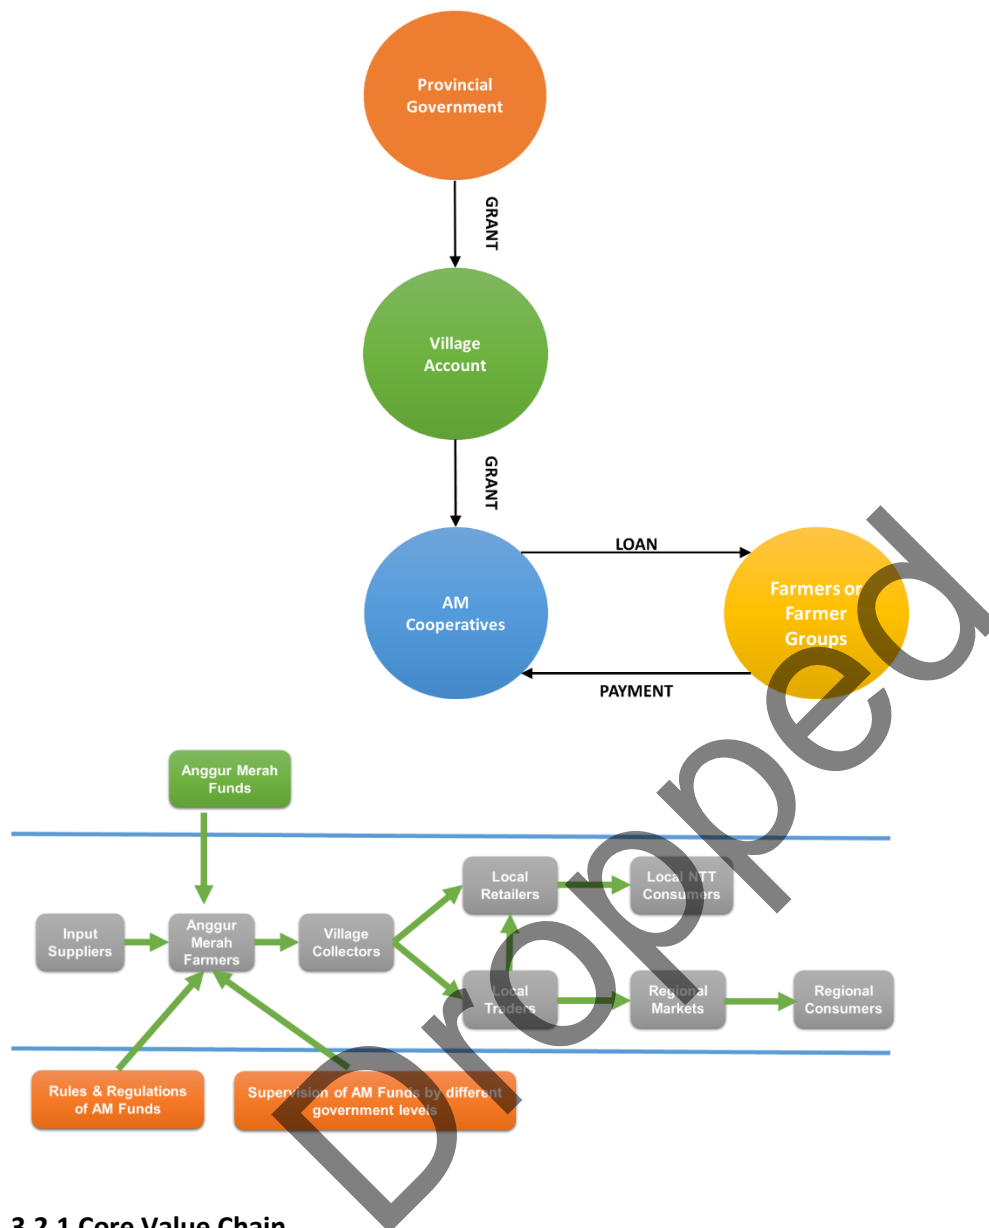 Provincial
Government
GRANT
Village
Account
GRANT
AM
Cooperatives
LOAN
Farmers or
Farmer
Groups
PAYMENT
Anggur Merah
Funds
Input
Suppliers
Anggur
Merah
Farmers
Village
Collectors
Local
Retailers
Local NTT
Consumers
Local
Traders
Regional
Markets
Regional
Consumers
Rules & Regulations
of AM Funds
Supervision of AM Funds by different
government levels
Dropped
3.2.1 Core Value Chain